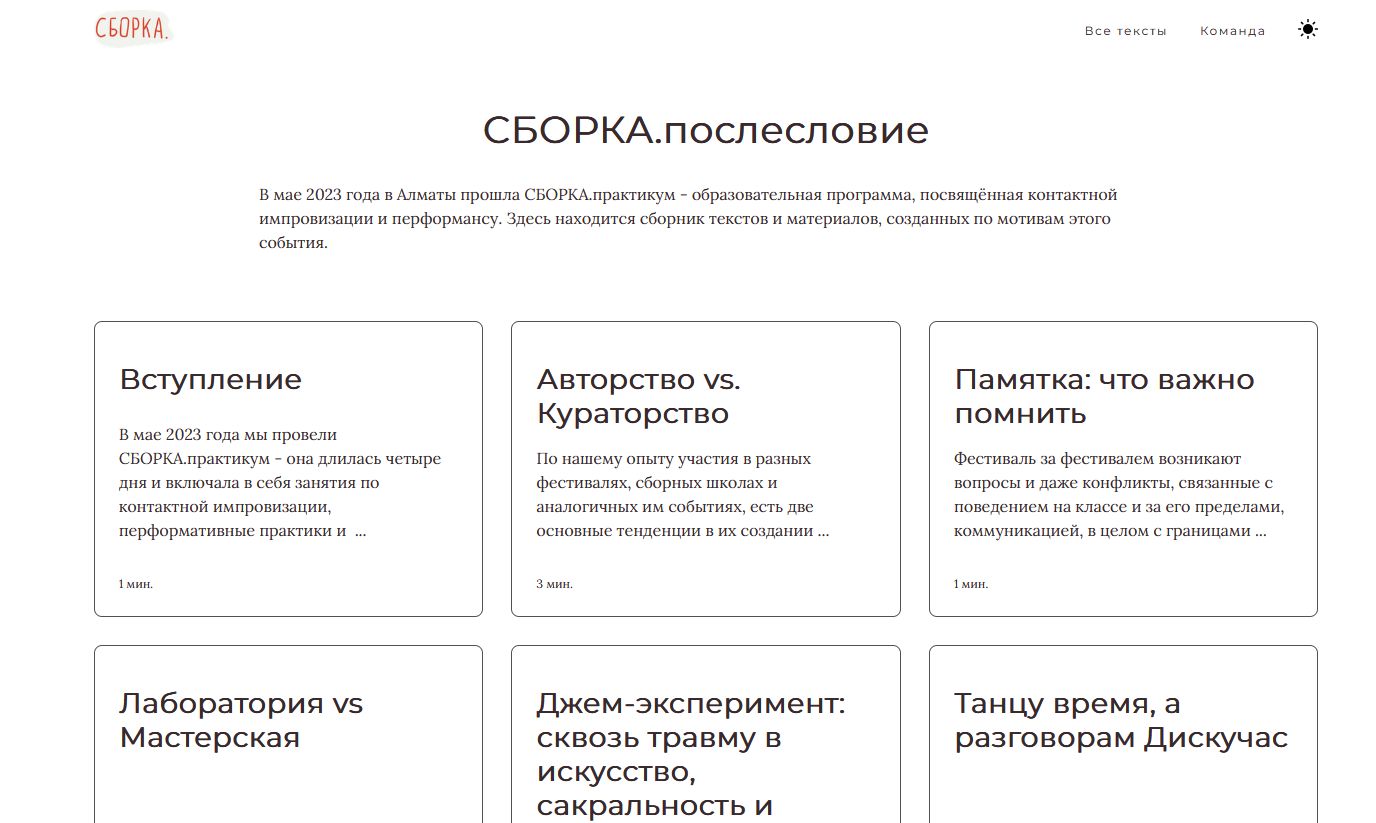 СБОРКА.
Все тексты
Команда
СБОРКА.послесловие
В мае 2023 года в Алматы прошла СБОРКА.практикум - образовательная программа, посвящённая контактной
импровизации и перформансу. Здесь находится сборник текстов и материалов, созданных по мотивам этого
события.
Вступление
В мае 2023 года мы провели
СБОРКА.практикум - она длилась четыре
дня и включала в себя занятия по
контактной импровизации,
перформативные практики и ...
1 мин.
Авторство vs.
Кураторство
По нашему опыту участия в разных
фестивалях, сборных школах и
аналогичных им событиях, есть две
основные тенденции в их создании ...
3 мин.
Памятка: что важно
помнить
Фестиваль за фестивалем возникают
вопросы и даже конфликты, связанные с
поведением на классе и за его пределами,
коммуникацией, в целом с границами ...
1 мин.
Лаборатория vs
Мастерская
Джем-эксперимент:
сквозь травму в
искусство,
сакральность и
Танцу время, а
разговорам Дискучас